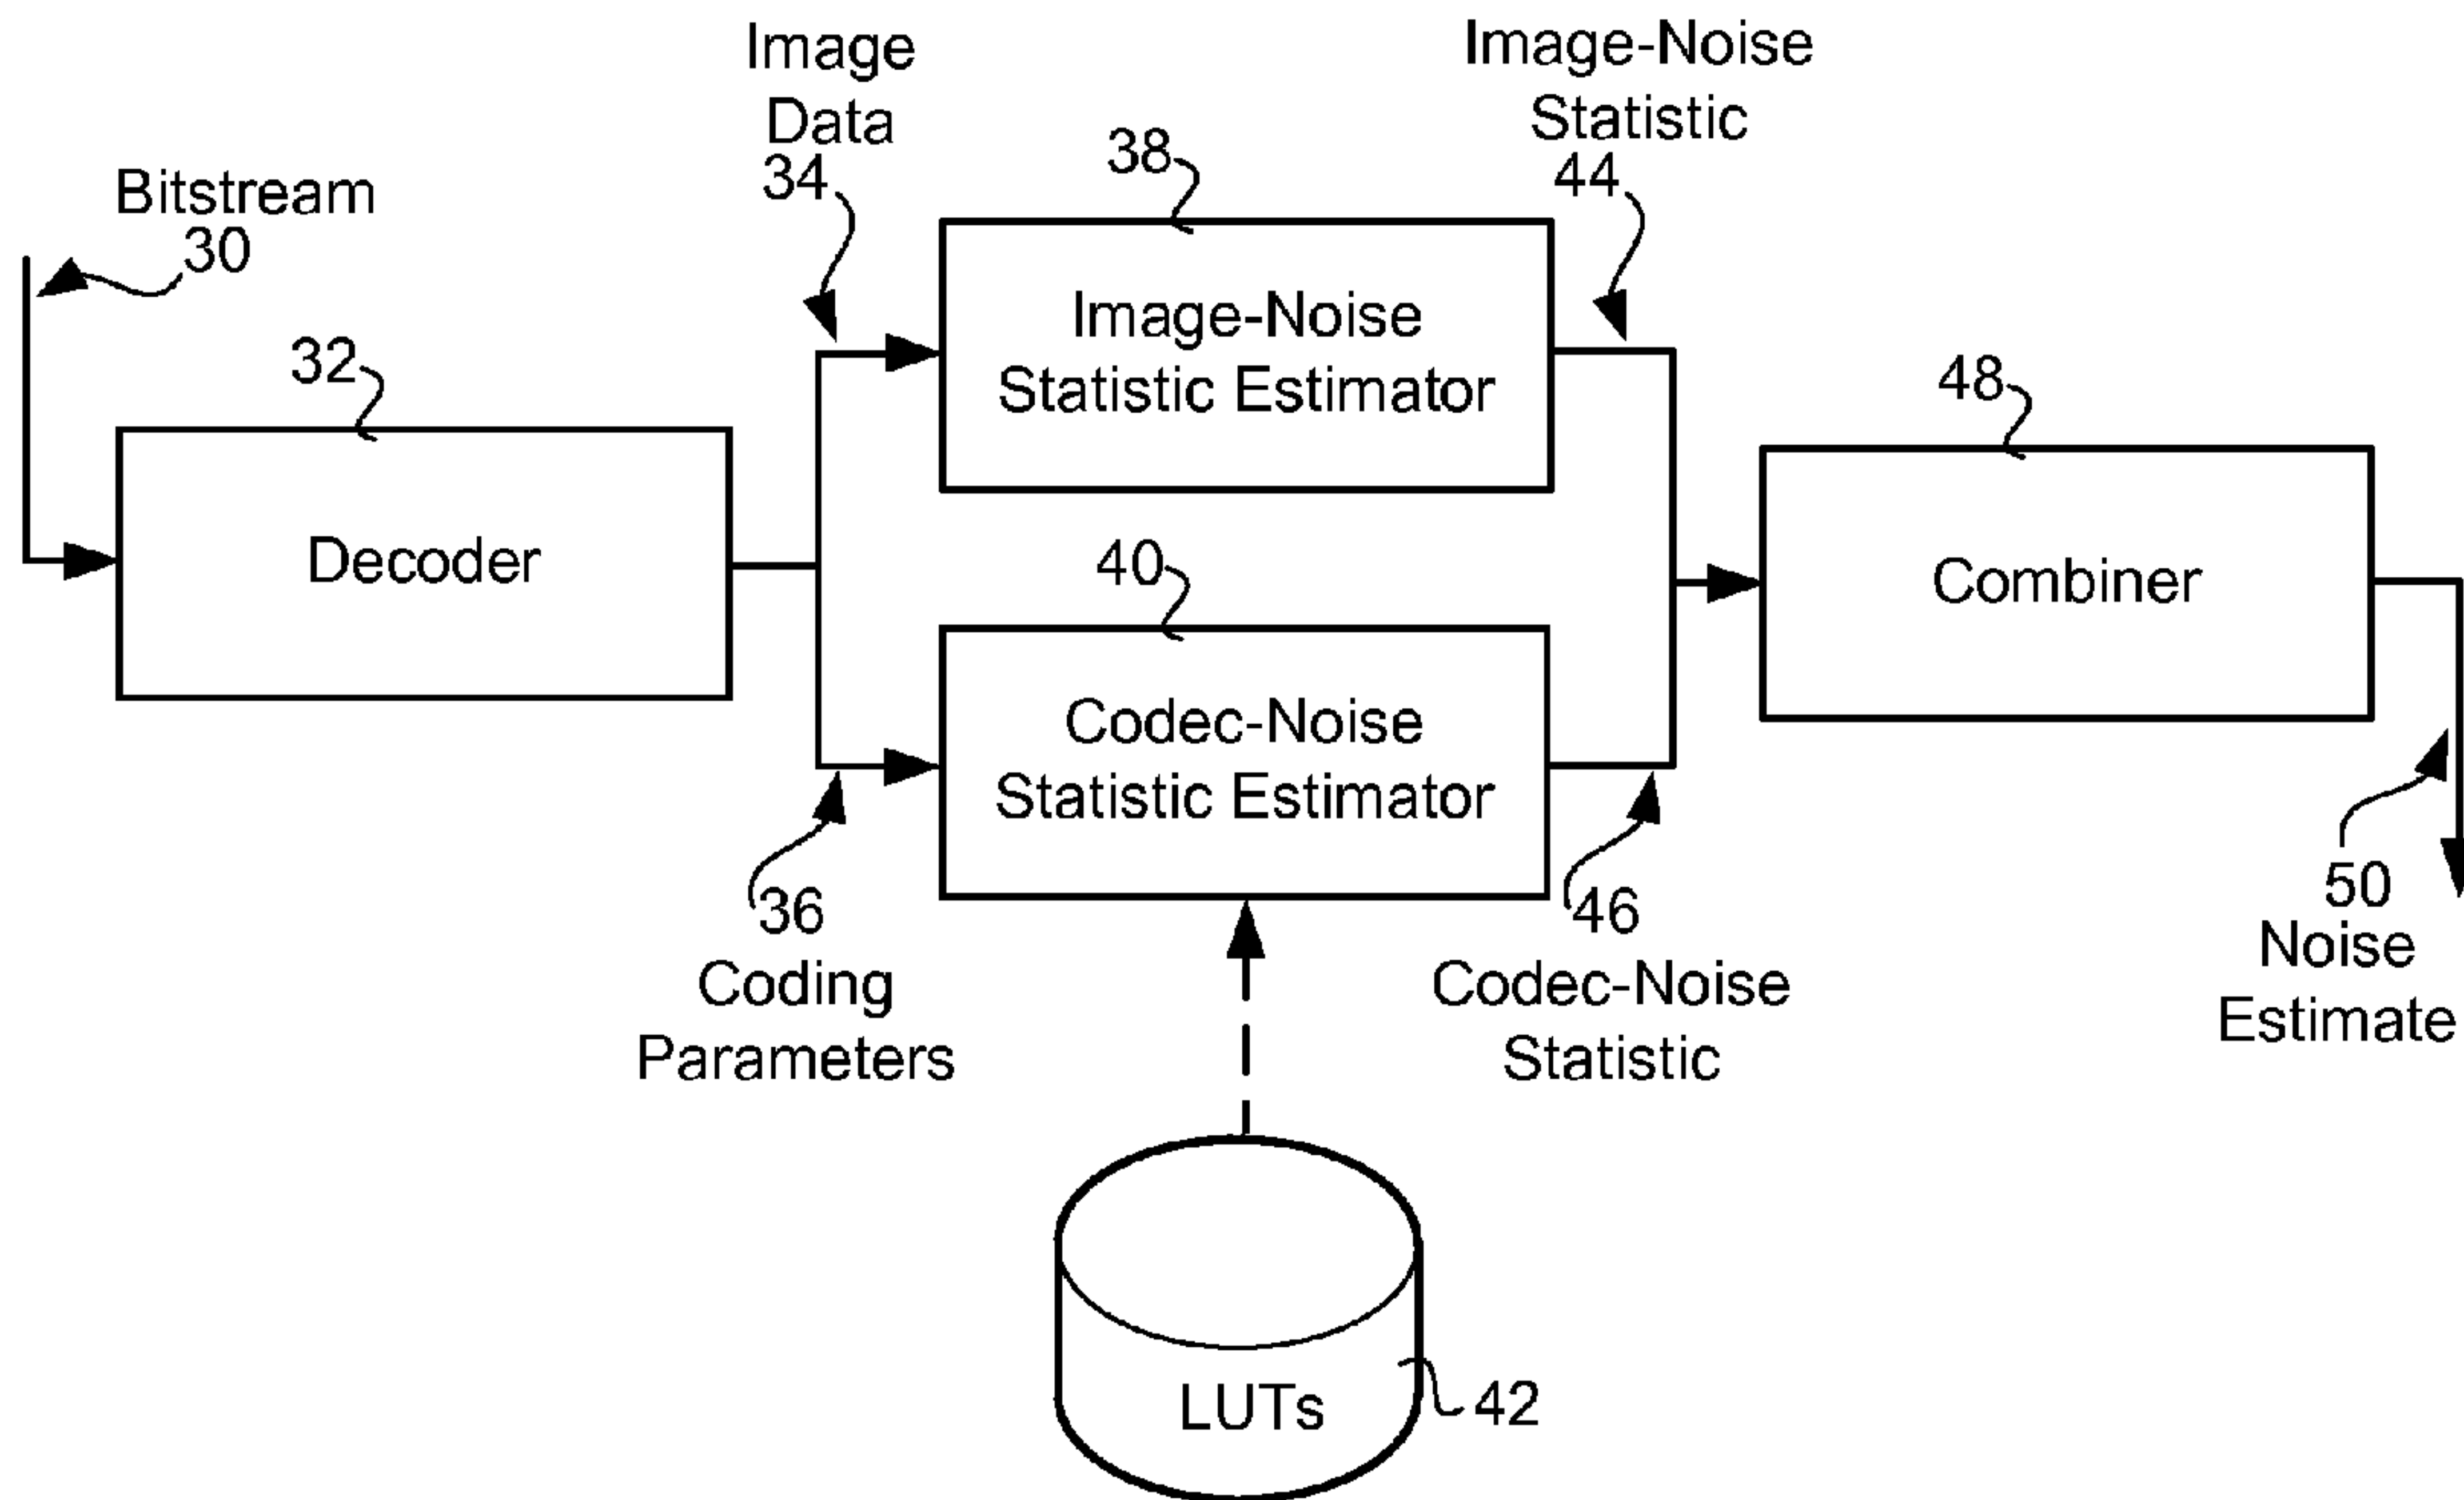 Image
Data
34
Image-Noise
Statistic
44
38
Bitstream
30
32
Image-Noise
Statistic Estimator
48
Decoder
40
Combiner
Codec-Noise
Statistic Estimator
36
Coding
Parameters
46
Codec-Noise
Statistic
50
Noise
Estimate
LUTs
42